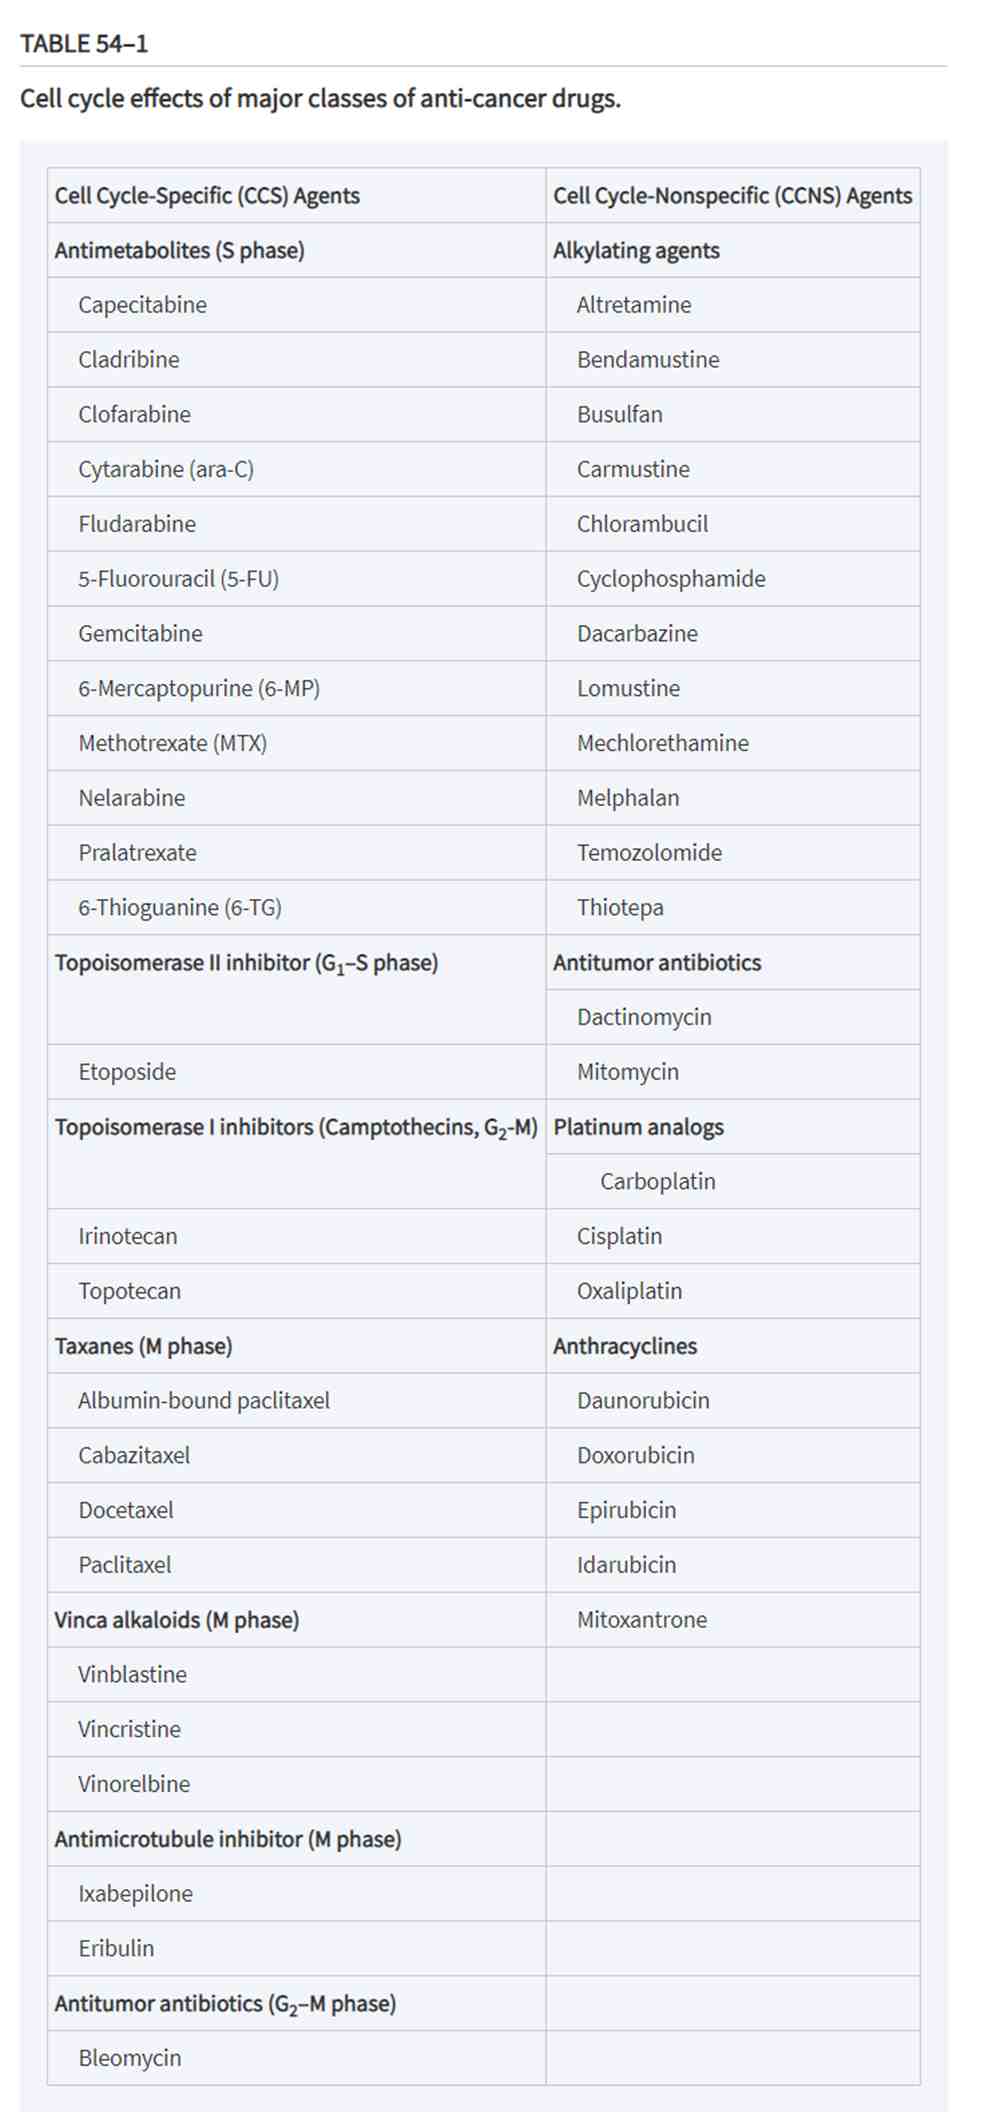 TABLE 54–1
Cell cycle effects of major classes of anti-cancer drugs.
Cell Cycle-Specific (CCS) Agents Cell Cycle-Nonspecific (CCNS) Agents
Antimetabolites (S phase) Alkylating agents
Capecitabine Altretamine
Cladribine Bendamustine
Clofarabine Busulfan
Cytarabine (ara-C) Carmustine
Fludarabine Chlorambucil
5-Fluorouracil (5-FU) Cyclophosphamide
Gemcitabine Dacarbazine
6-Mercaptopurine (6-MP) Lomustine
Methotrexate (MTX) Mechlorethamine
Nelarabine Melphalan
Pralatrexate Temozolomide
6-Thioguanine (6-TG) Thiotepa
Topoisomerase II inhibitor (G₁–S phase) Antitumor antibiotics
Dactinomycin
Etoposide Mitomycin
Topoisomerase I inhibitors (Camptothecins, G₂-M) Platinum analogs
Carboplatin
Irinotecan Cisplatin
Topotecan Oxaliplatin
Taxanes (M phase) Anthracyclines
Albumin-bound paclitaxel Daunorubicin
Cabazitaxel Doxorubicin
Docetaxel Epirubicin
Paclitaxel Idarubicin
Vinca alkaloids (M phase) Mitoxantrone
Vinblastine
Vincristine
Vinorelbine
Antimicrotubule inhibitor (M phase)
Ixabepilone
Eribulin
Antitumor antibiotics (G₂–M phase)
Bleomycin